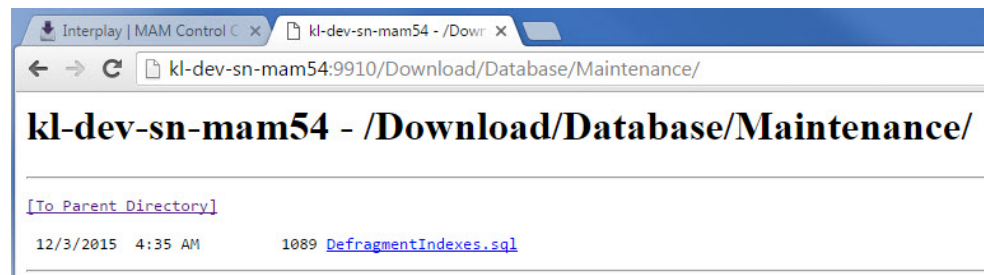 Interplay | MAM Control C
kl-dev-sn-mam54 - /Down
kl-dev-sn-mam54:9910/Download/Database/Maintenance/
kl-dev-sn-mam54 - /Download/Database/Maintenance/
[To Parent Directory]
12/3/2015 4:35 AM 1089 DefragmentIndexes.sql